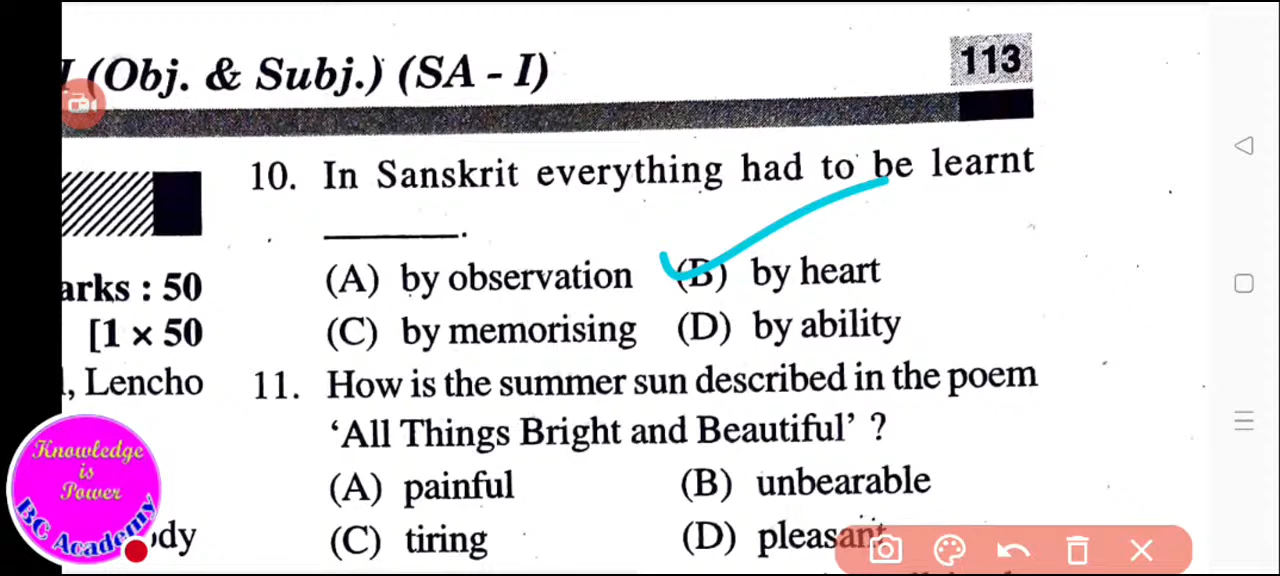 I (Obj. & Subj.) (SA - I)
113
arks : 50
[1 × 50
, Lencho
10. In Sanskrit everything had to be learnt
________.
(A) by observation (B) by heart
(C) by memorising (D) by ability
11. How is the summer sun described in the poem
‘All Things Bright and Beautiful’ ?
(A) painful (B) unbearable
(C) tiring (D) pleasant
Knowledge
is
Power
BC Academy
ody